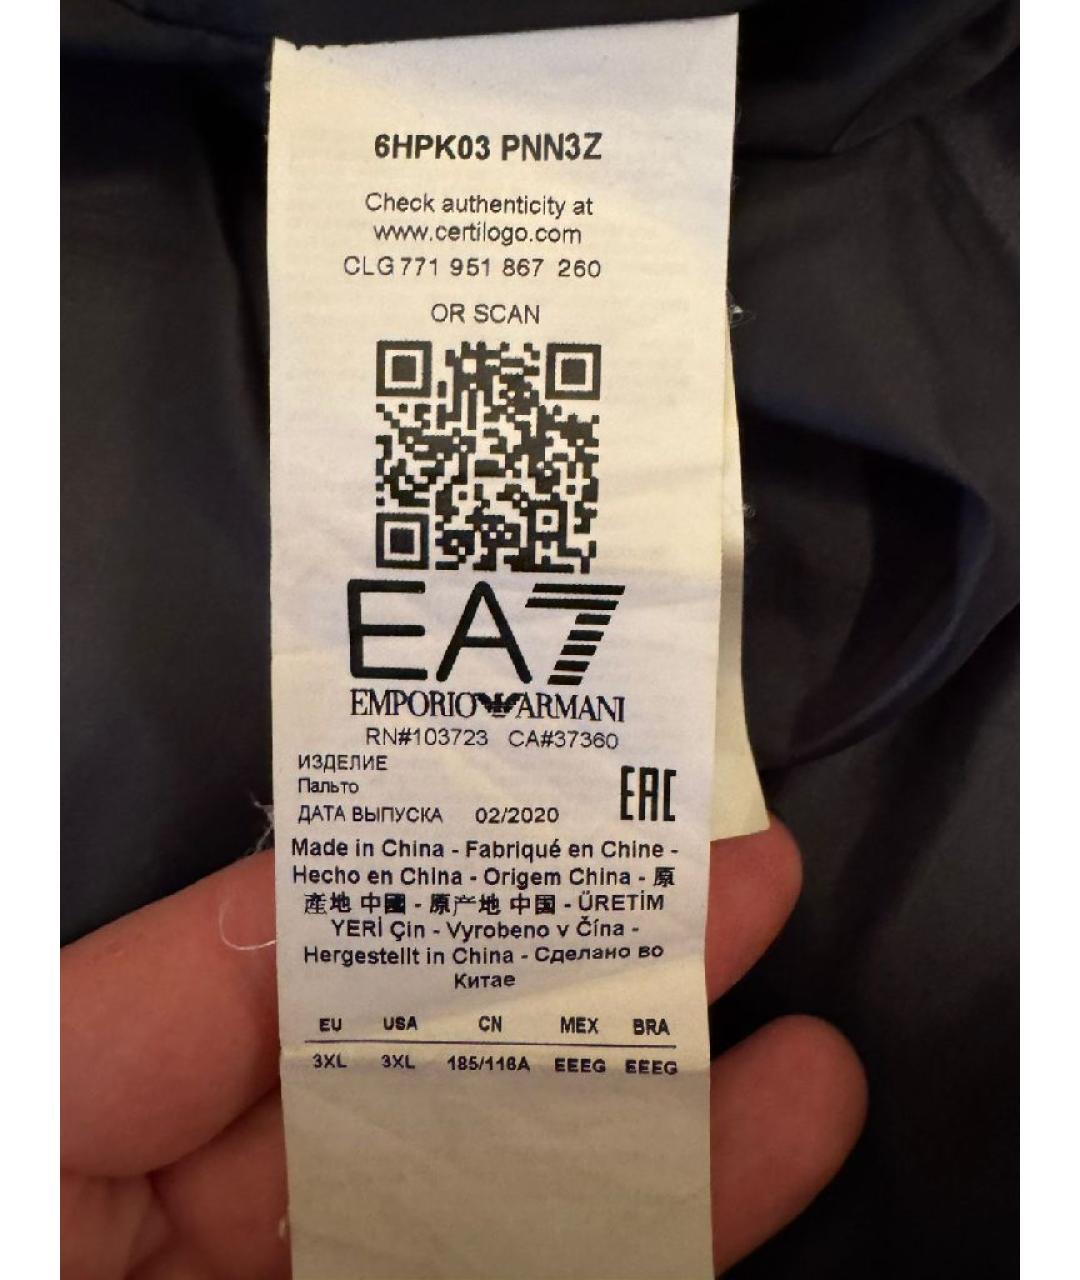 6HPK03 PNN3Z
Check authenticity at
www.certilogo.com
CLG 771 951 867 260
OR SCAN
EA7
EMPORIO ARMANI
RN#103723 CA#37360
ИЗДЕЛИЕ
Пальто
ДАТА ВЫПУСКА 02/2020
EAC
Made in China - Fabriqué en Chine -
Hecho en China - Origem China - 原
產地 中國 - 原产地 中国 - ÜRETİM
YERİ Çin - Vyrobeno v Čína -
Hergestellt in China - Сделано во
Китае
EU USA CN MEX BRA
3XL 3XL 185/116A EEEG EEEG